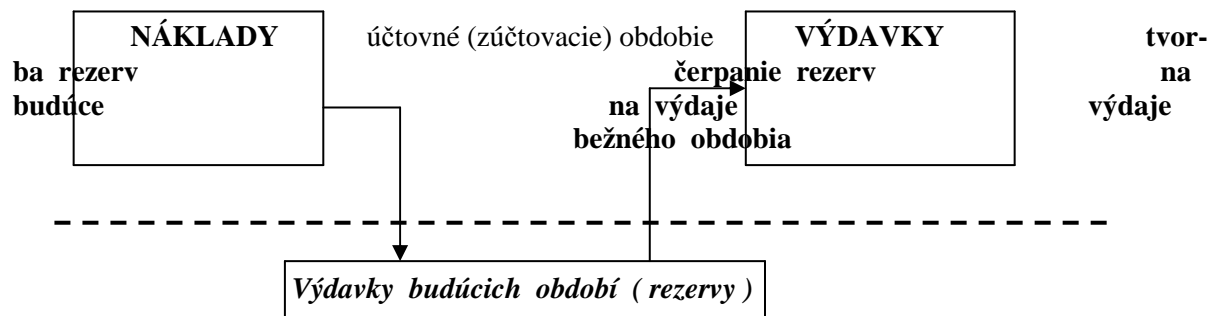 NÁKLADY účtovné (zúčtovacie) obdobie VÝDAVKY tvor-
ba rezerv čerpanie rezerv na
budúce na výdaje výdaje
bežného obdobia
Výdavky budúcich období ( rezervy )